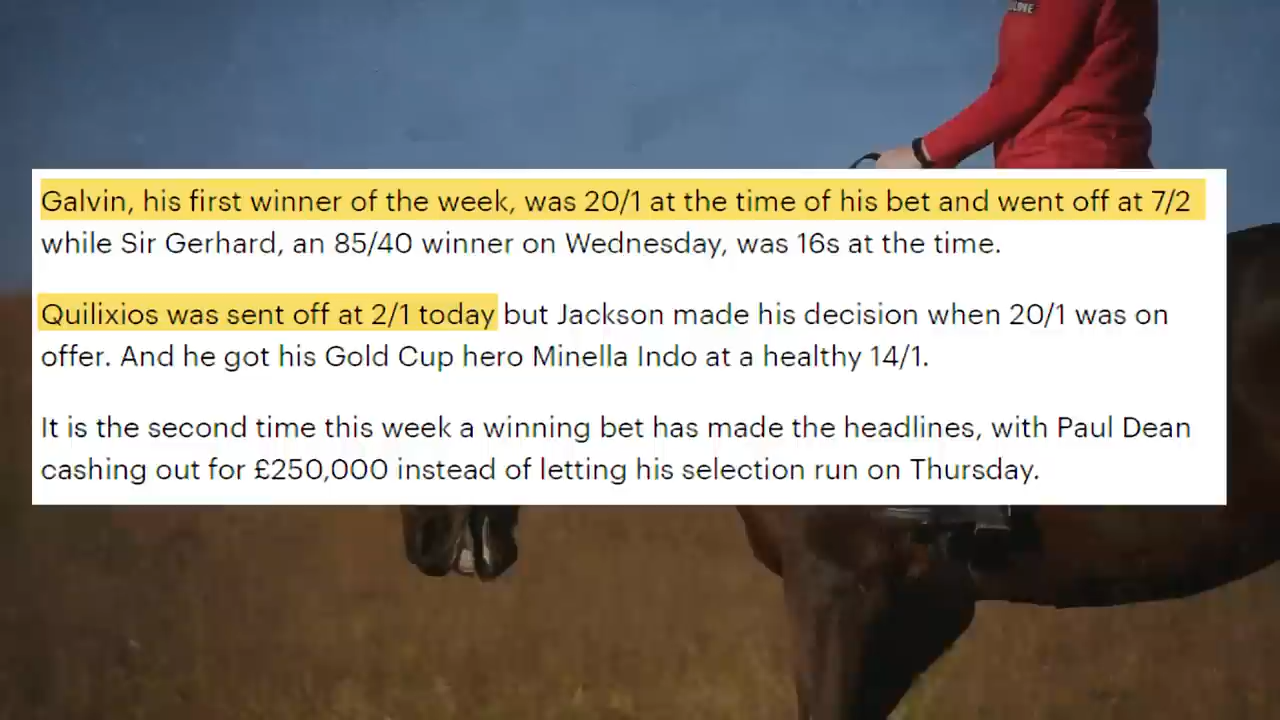 Galvin, his first winner of the week, was 20/1 at the time of his bet and went off at 7/2
while Sir Gerhard, an 85/40 winner on Wednesday, was 16s at the time.
Quilixios was sent off at 2/1 today but Jackson made his decision when 20/1 was on
offer. And he got his Gold Cup hero Minella Indo at a healthy 14/1.
It is the second time this week a winning bet has made the headlines, with Paul Dean
cashing out for £250,000 instead of letting his selection run on Thursday.